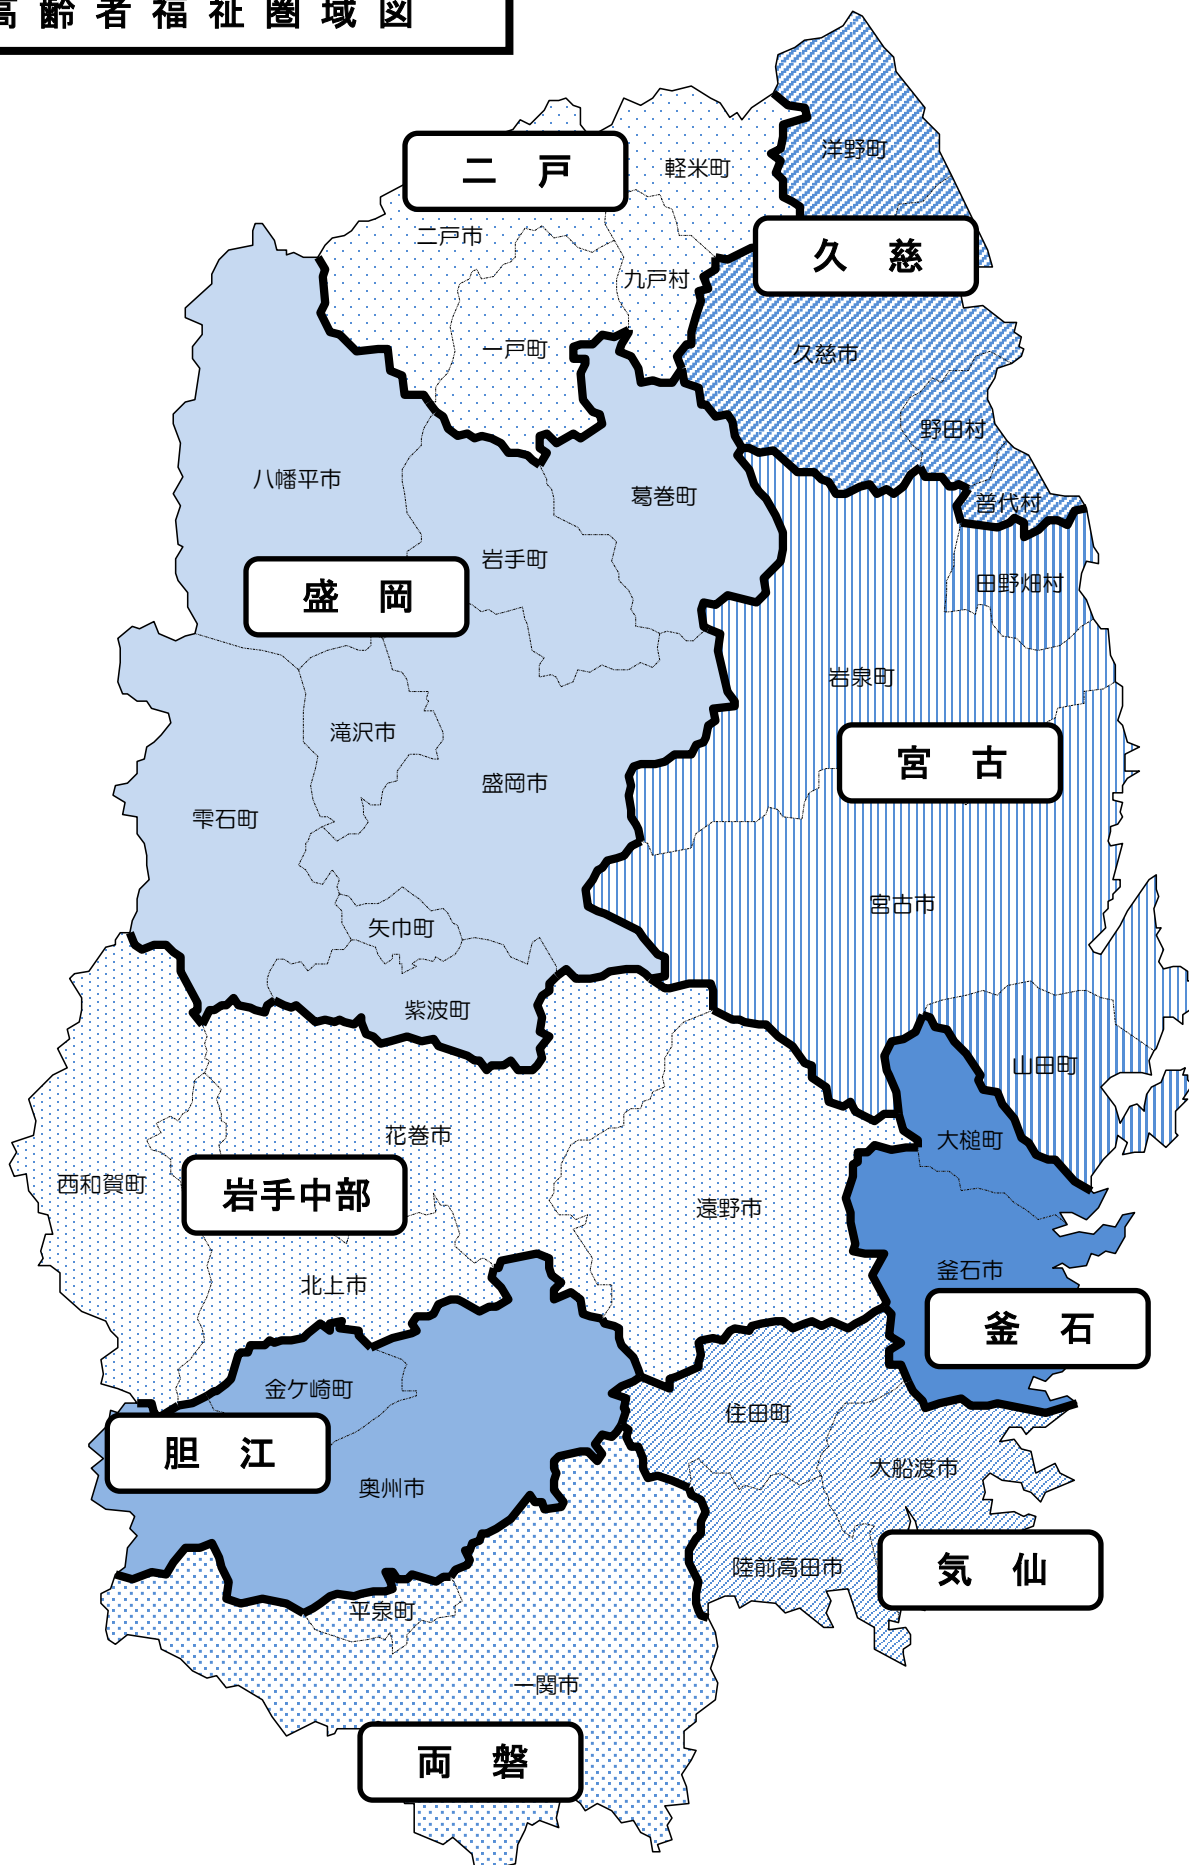 高齢者福祉圏域図
二戸
軽米町
洋野町
二戸市
久慈
九戸村
一戸町
久慈市
野田村
八幡平市
葛巻町
普代村
岩手町
田野畑村
盛岡
岩泉町
滝沢市
宮古
盛岡市
雫石町
宮古市
矢巾町
紫波町
山田町
花巻市
大槌町
西和賀町
岩手中部
遠野市
釜石市
北上市
釜石
金ケ崎町
住田町
胆江
大船渡市
奥州市
陸前高田市
気仙
平泉町
一関市
両磐